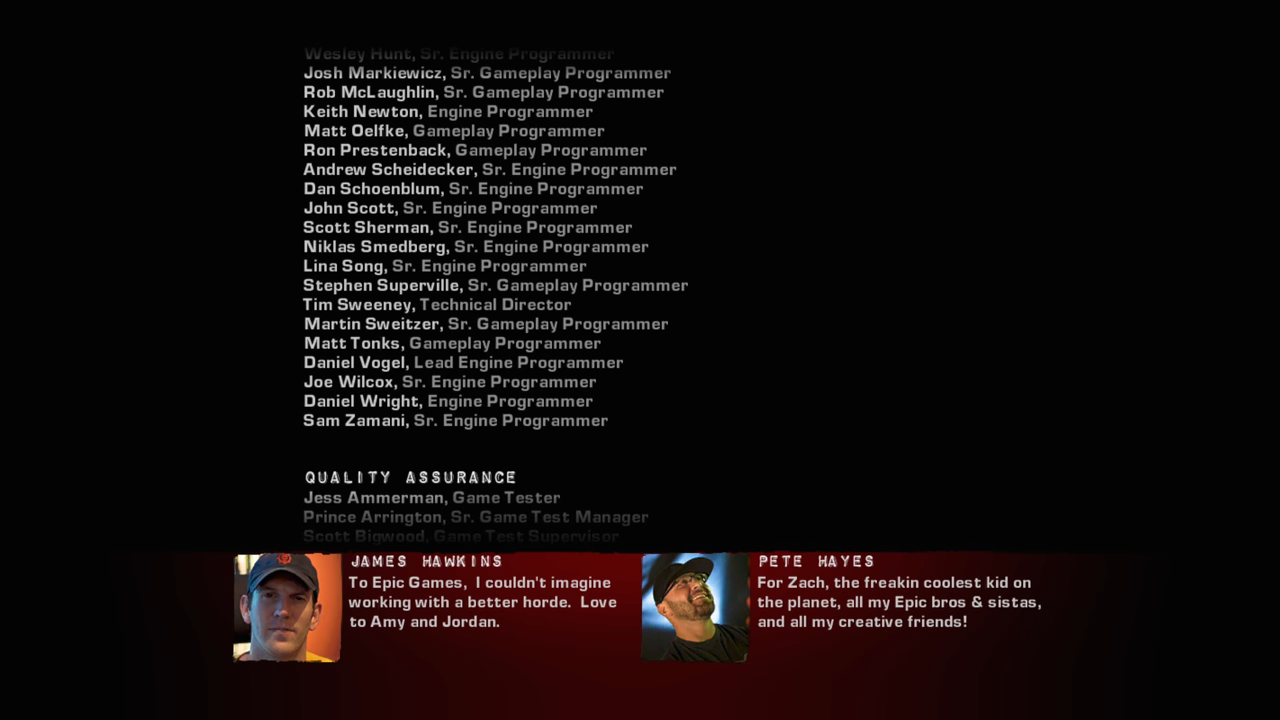 Wesley Hunt, Sr. Engine Programmer
Josh Markiewicz, Sr. Gameplay Programmer
Rob McLaughlin, Sr. Gameplay Programmer
Keith Newton, Engine Programmer
Matt Oelfke, Gameplay Programmer
Ron Prestenback, Gameplay Programmer
Andrew Scheidecker, Sr. Engine Programmer
Dan Schoenblum, Sr. Engine Programmer
John Scott, Sr. Engine Programmer
Scott Sherman, Sr. Engine Programmer
Niklas Smedberg, Sr. Engine Programmer
Lina Song, Sr. Engine Programmer
Stephen Superville, Sr. Gameplay Programmer
Tim Sweeney, Technical Director
Martin Sweitzer, Sr. Gameplay Programmer
Matt Tonks, Gameplay Programmer
Daniel Vogel, Lead Engine Programmer
Joe Wilcox, Sr. Engine Programmer
Daniel Wright, Engine Programmer
Sam Zamani, Sr. Engine Programmer
QUALITY ASSURANCE
Jess Ammerman, Game Tester
Prince Arrington, Sr. Game Test Manager
Scott Bigwood, Game Test Supervisor
JAMES HAWKINS
To Epic Games,  I couldn't imagine
working with a better horde.  Love
to Amy and Jordan.
PETE HAYES
For Zach, the freakin coolest kid on
the planet, all my Epic bros & sistas,
and all my creative friends!